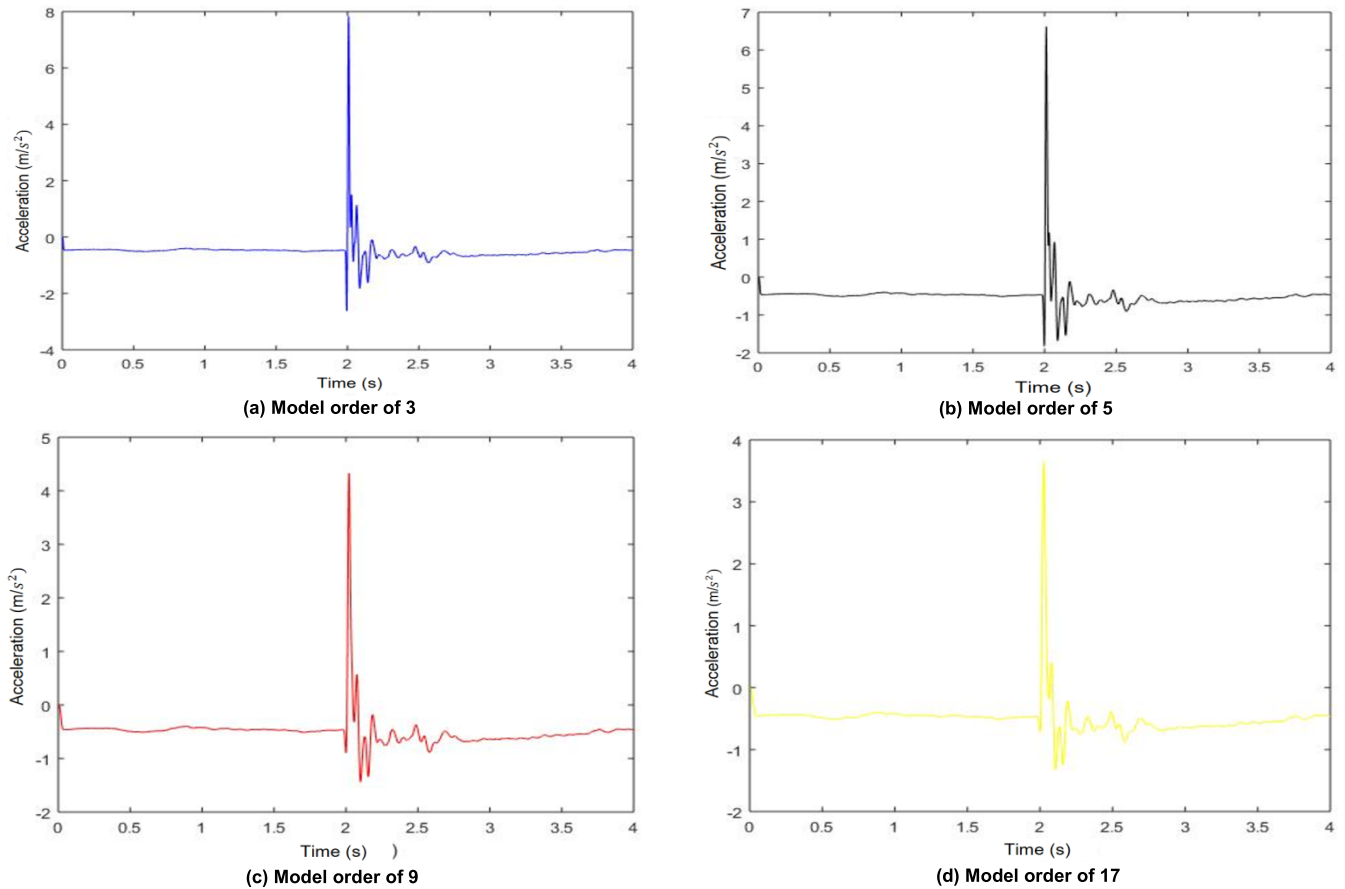 8
6
4
2
0
-2
-4
Acceleration (m/s²)
0 0.5 1 1.5 2 2.5 3 3.5 4
Time (s)
(a) Model order of 3
7
6
5
4
3
2
1
0
-1
-2
Acceleration (m/s²)
0 0.5 1 1.5 2 2.5 3 3.5 4
Time (s)
(b) Model order of 5
5
4
3
2
1
0
-1
-2
Acceleration (m/s²)
0 0.5 1 1.5 2 2.5 3 3.5 4
Time (s) )
(c) Model order of 9
4
3
2
1
0
-1
-2
Acceleration (m/s²)
0 0.5 1 1.5 2 2.5 3 3.5 4
Time (s)
(d) Model order of 17